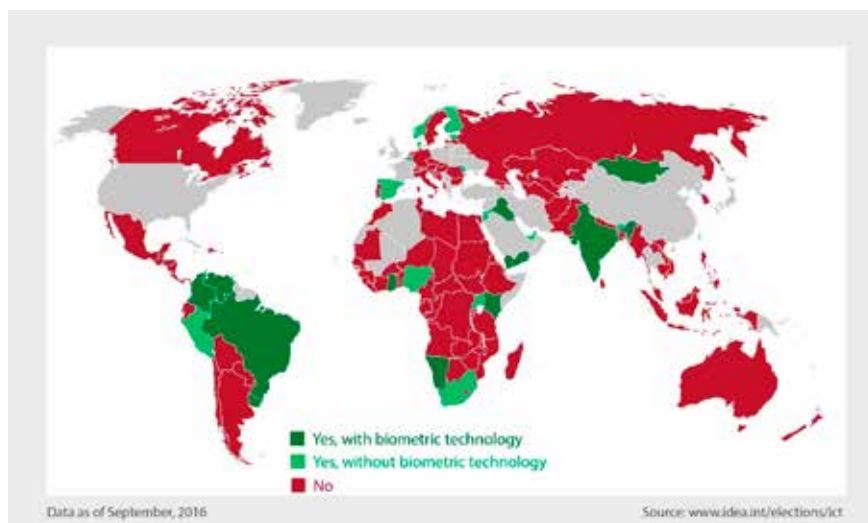 Yes, with biometric technology
Yes, without biometric technology
No
Data as of September, 2016
Source: www.idea.int/elections/ict